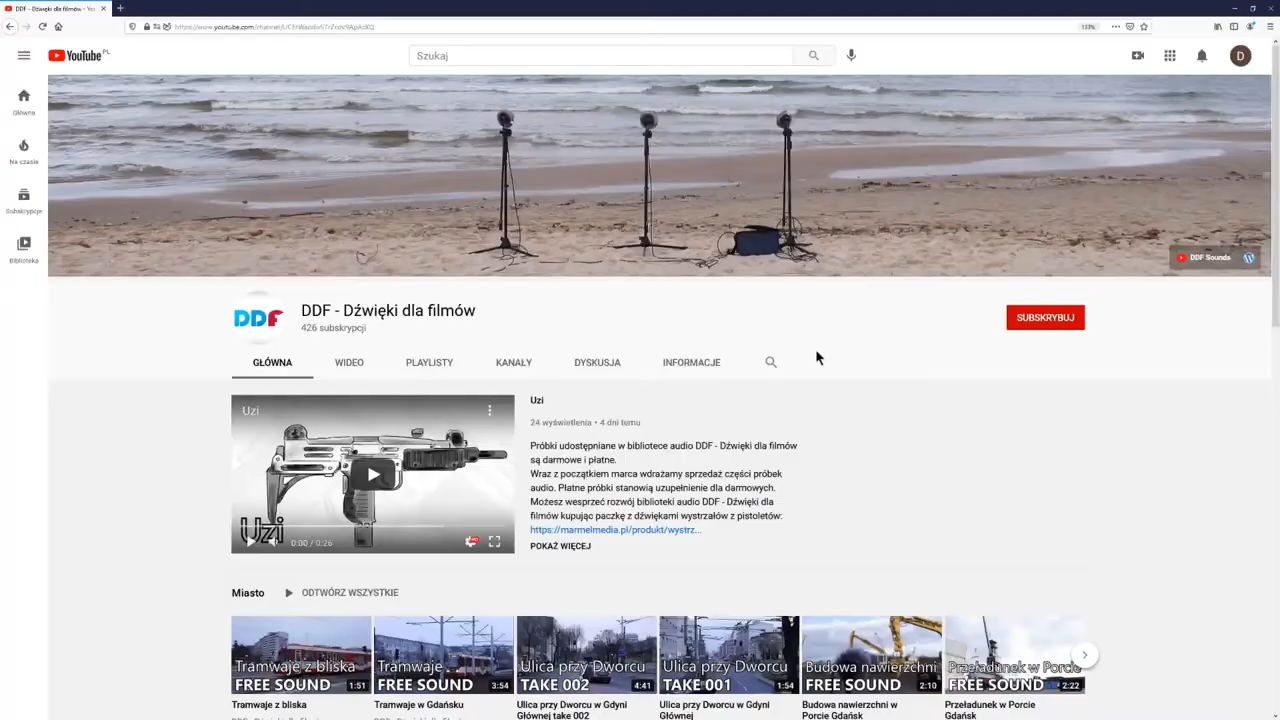 DDF - Dźwięki dla filmów - You
133%
YouTube PL
Szukaj
D
Główna
Na czasie
Subskrypcje
Biblioteka
DDF Sounds
DDF
DDF - Dźwięki dla filmów
426 subskrypcji
SUBSKRYBUJ
GŁÓWNA WIDEO PLAYLISTY KANAŁY DYSKUSJA INFORMACJE
Uzi
Uzi
0:00 / 0:26
Uzi
24 wyświetlenia • 4 dni temu
Próbki udostępniane w bibliotece audio DDF - Dźwięki dla filmów
są darmowe i płatne.
Wraz z początkiem marca wdrażamy sprzedaż części próbek
audio. Płatne próbki stanowią uzupełnienie dla darmowych.
Możesz wesprzeć rozwój biblioteki audio DDF - Dźwięki dla
filmów kupując paczkę z dźwiękami wystrzałów z pistoletów:
https://marmelmedia.pl/produkt/wystrz...
POKAŻ WIĘCEJ
Miasto ODTWÓRZ WSZYSTKIE
Tramwaje z bliska
FREE SOUND 1:51
Tramwaje z bliska
Tramwaje
FREE SOUND 3:54
Tramwaje w Gdańsku
Ulica przy Dworcu
TAKE 002 4:41
Ulica przy Dworcu w Gdyni
Głównej take 002
Ulica przy Dworcu
TAKE 001 1:54
Ulica przy Dworcu w Gdyni
Głównej
Budowa nawierzchni
FREE SOUND 2:10
Budowa nawierzchni w
Porcie Gdańsk
Przeładunek w Porcie
FREE SOUND 2:22
Przeładunek w Porcie
Gdańsk